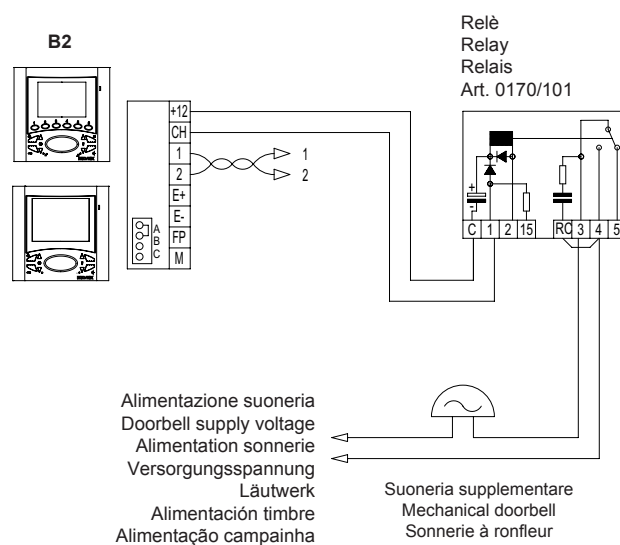 B2
Relè
Relay
Relais
Art. 0170/101
+12
CH
1
2
E+
E-
FP
M
A
B
C
1
2
+
-
C 1 2 15 RC 3 4 5
Alimentazione suoneria
Doorbell supply voltage
Alimentation sonnerie
Versorgungsspannung
Läutwerk
Alimentación timbre
Alimentação campainha
Suoneria supplementare
Mechanical doorbell
Sonnerie à ronfleur